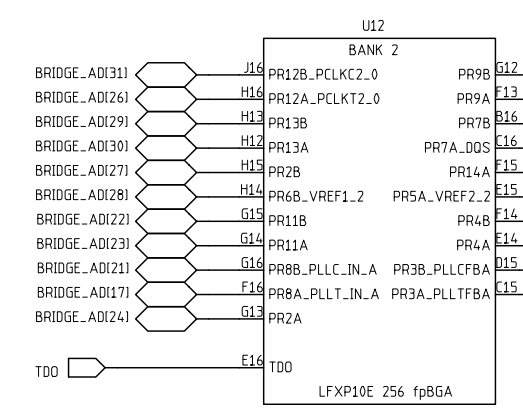 U12
BANK 2
BRIDGE_AD[31] J16 PR12B_PCLKC2_0 PR9B G12
BRIDGE_AD[26] H16 PR12A_PCLKT2_0 PR9A F13
BRIDGE_AD[29] H13 PR13B PR7B B16
BRIDGE_AD[30] H12 PR13A PR7A_DQS C16
BRIDGE_AD[27] H15 PR2B PR14A F15
BRIDGE_AD[28] H14 PR6B_VREF1_2 PR5A_VREF2_2 E15
BRIDGE_AD[22] G15 PR11B PR4B F14
BRIDGE_AD[23] G14 PR11A PR4A E14
BRIDGE_AD[21] G16 PR8B_PLLC_IN_A PR3B_PLLCFBA D15
BRIDGE_AD[17] F16 PR8A_PLLT_IN_A PR3A_PLLTFBA C15
BRIDGE_AD[24] G13 PR2A
TDO E16 TDO
LFXP10E 256 fpBGA